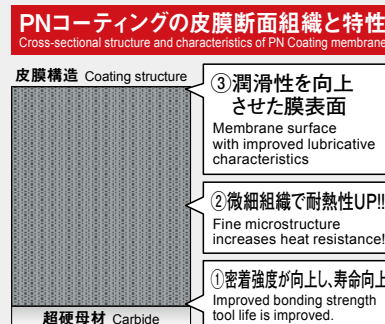 PNコーティングの皮膜断面組織と特性
Cross-sectional structure and characteristics of PN Coating membrane
皮膜構造 Coating structure
③潤滑性を向上
させた膜表面
Membrane surface
with improved lubricative
characteristics
②微細組織で耐熱性UP!!
Fine microstructure
increases heat resistance!
①密着強度が向上し、寿命向上
Improved bonding strength
tool life is improved.
超硬母材 Carbide